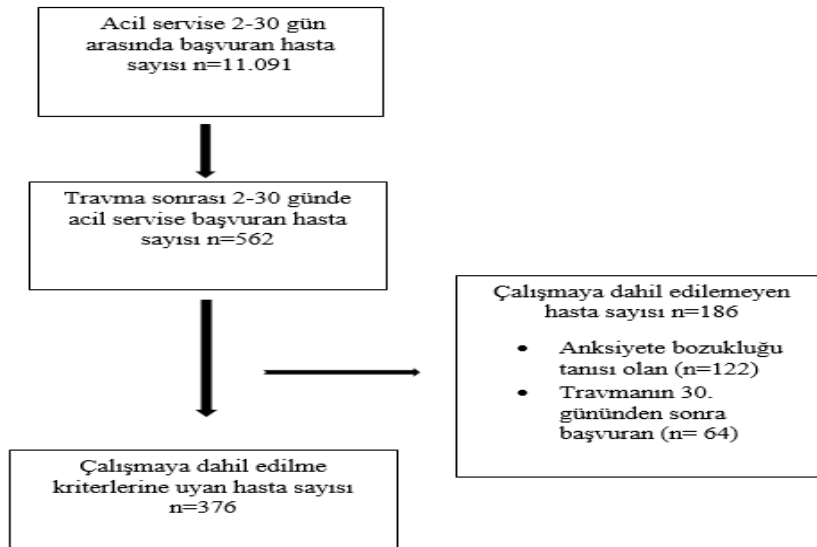 Acil servise 2-30 gün
arasında başvuran hasta
sayısı n=11.091
Travma sonrası 2-30 günde
acil servise başvuran hasta
sayısı n=562
Çalışmaya dahil edilemeyen
hasta sayısı n=186
• Anksiyete bozukluğu
tanısı olan (n=122)
• Travmanın 30.
gününden sonra
başvuran (n= 64)
Çalışmaya dahil edilme
kriterlerine uyan hasta sayısı
n=376